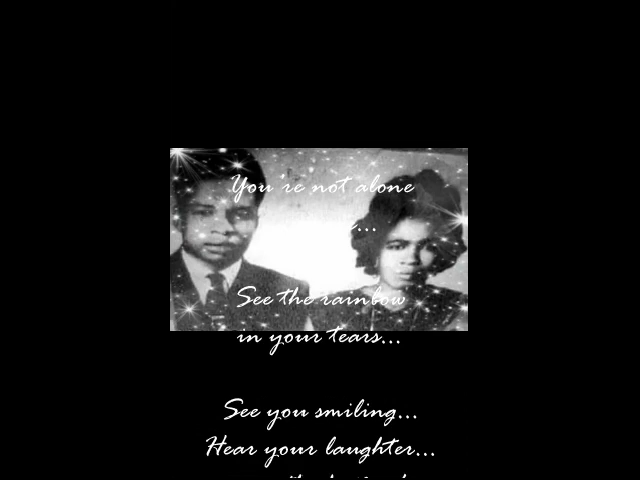 You're not alone
See the rainbow
in your tears...
See you smiling...
Hear your laughter...